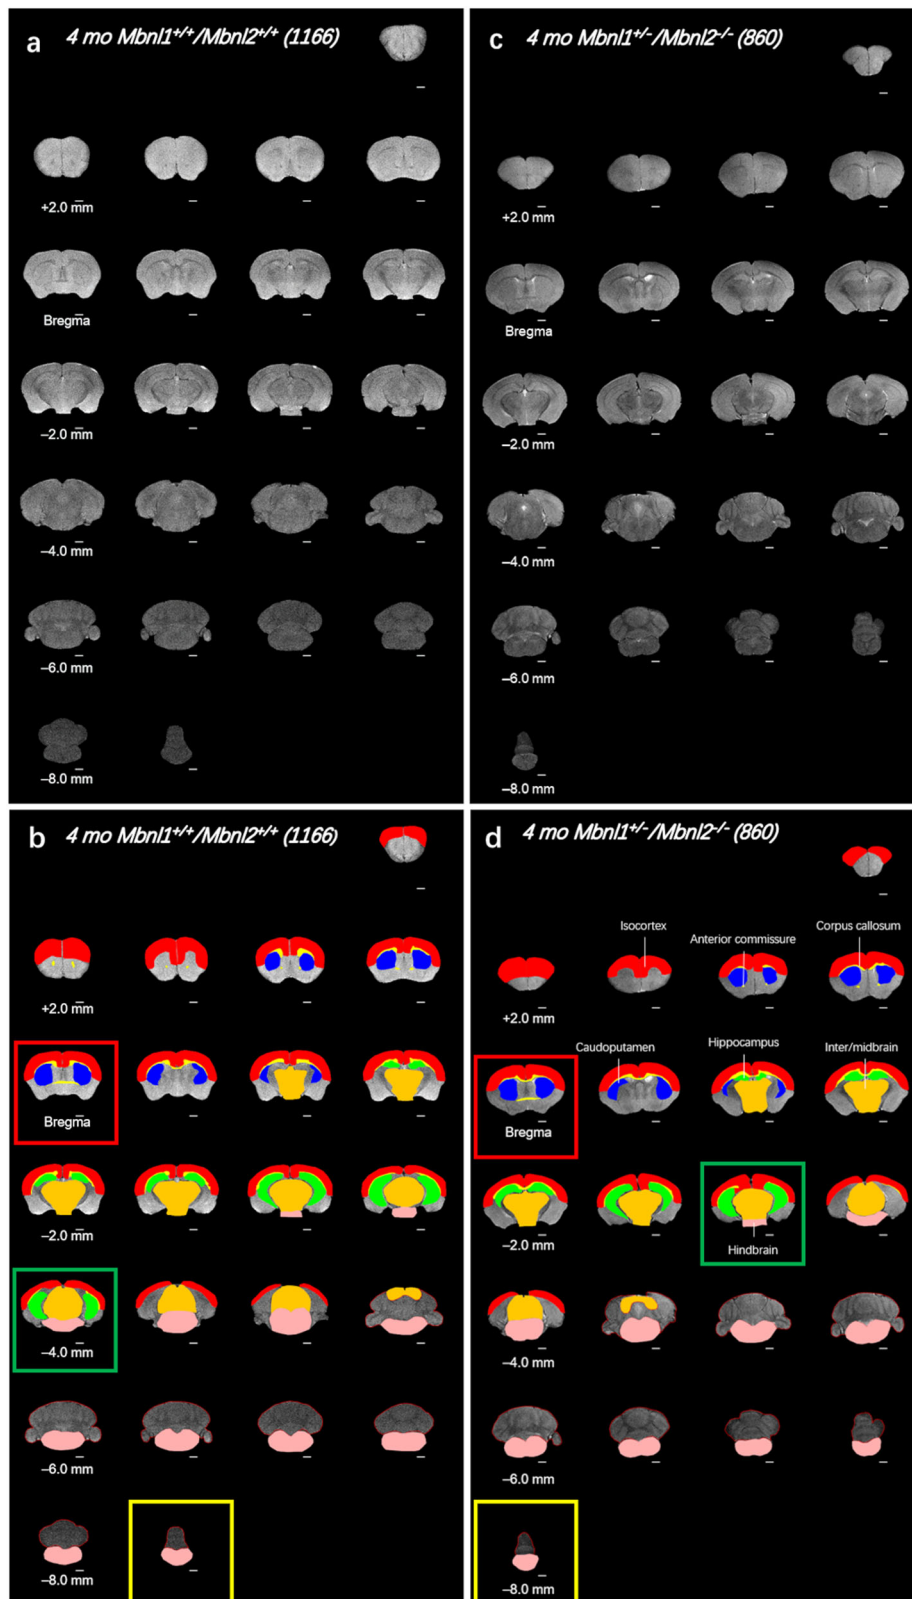 a 4 mo Mbnl1+/+/Mbnl2+/+ (1166)
+2.0 mm
Bregma
−2.0 mm
−4.0 mm
−6.0 mm
−8.0 mm
c 4 mo Mbnl1+/-/Mbnl2-/- (860)
+2.0 mm
Bregma
−2.0 mm
−4.0 mm
−6.0 mm
−8.0 mm
b 4 mo Mbnl1+/+/Mbnl2+/+ (1166)
+2.0 mm
Bregma
−2.0 mm
−4.0 mm
−6.0 mm
−8.0 mm
d 4 mo Mbnl1+/-/Mbnl2-/- (860)
Isocortex
Anterior commissure
Corpus callosum
+2.0 mm
Caudoputamen
Hippocampus
Inter/midbrain
Bregma
−2.0 mm
Hindbrain
−4.0 mm
−6.0 mm
−8.0 mm